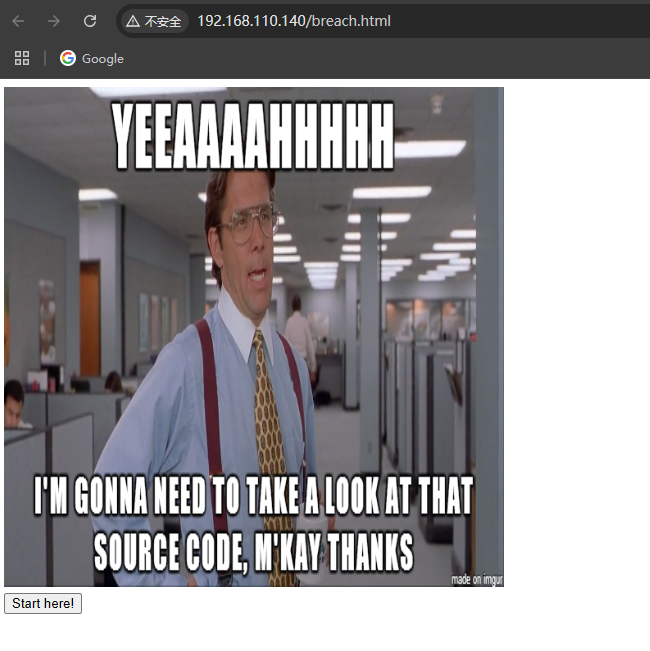 不安全 192.168.110.140/breach.html
Google
YEEAAAAHHHHH
I'M GONNA NEED TO TAKE A LOOK AT THAT
SOURCE CODE, M'KAY THANKS
made on imgur
Start here!